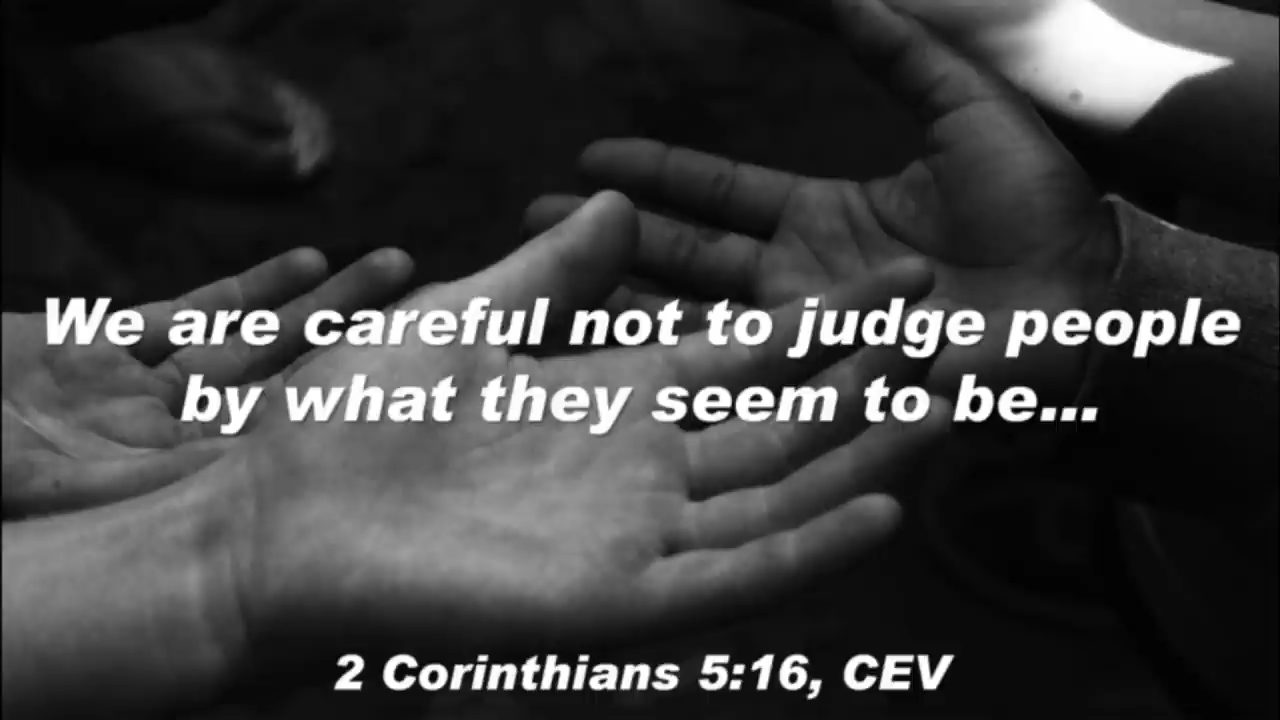 We are careful not to judge people
by what they seem to be...
2 Corinthians 5:16, CEV